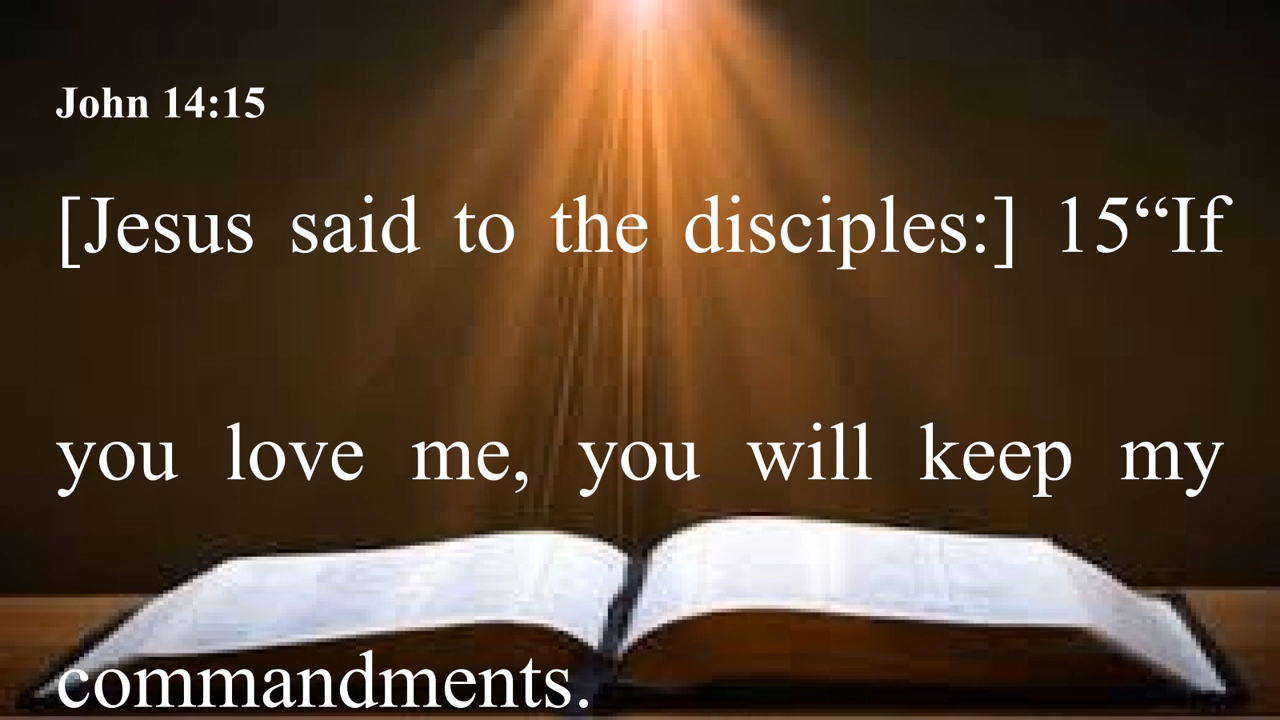 John 14:15
[Jesus said to the disciples:] 15“If
you love me, you will keep my
commandments.